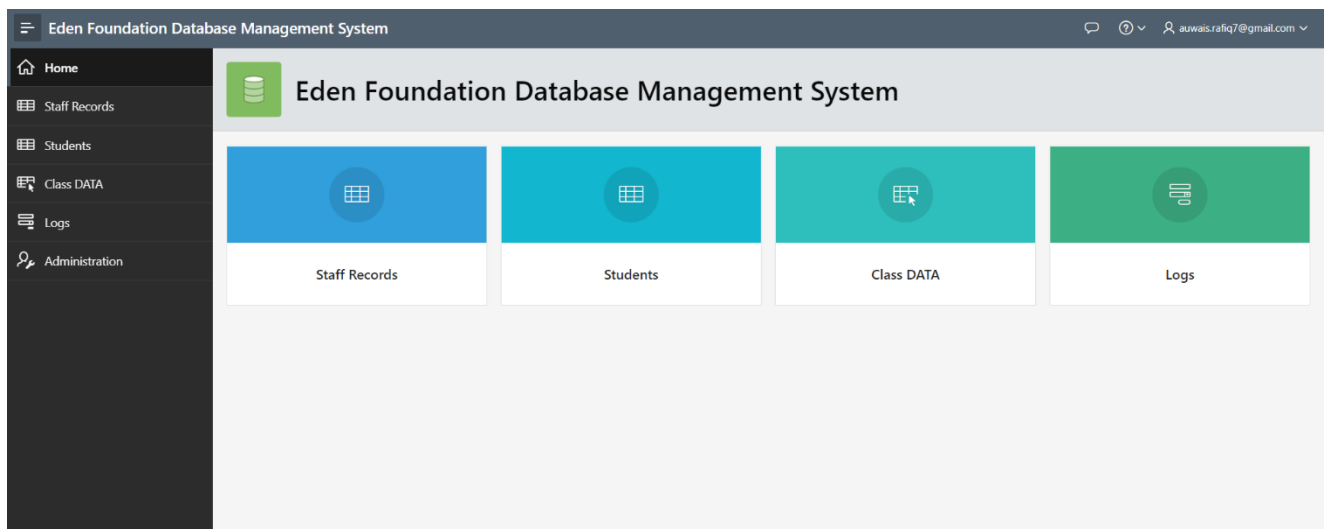 Eden Foundation Database Management System
auwais.rafiq7@gmail.com
Home
Staff Records
Students
Class DATA
Logs
Administration
Eden Foundation Database Management System
Staff Records
Students
Class DATA
Logs